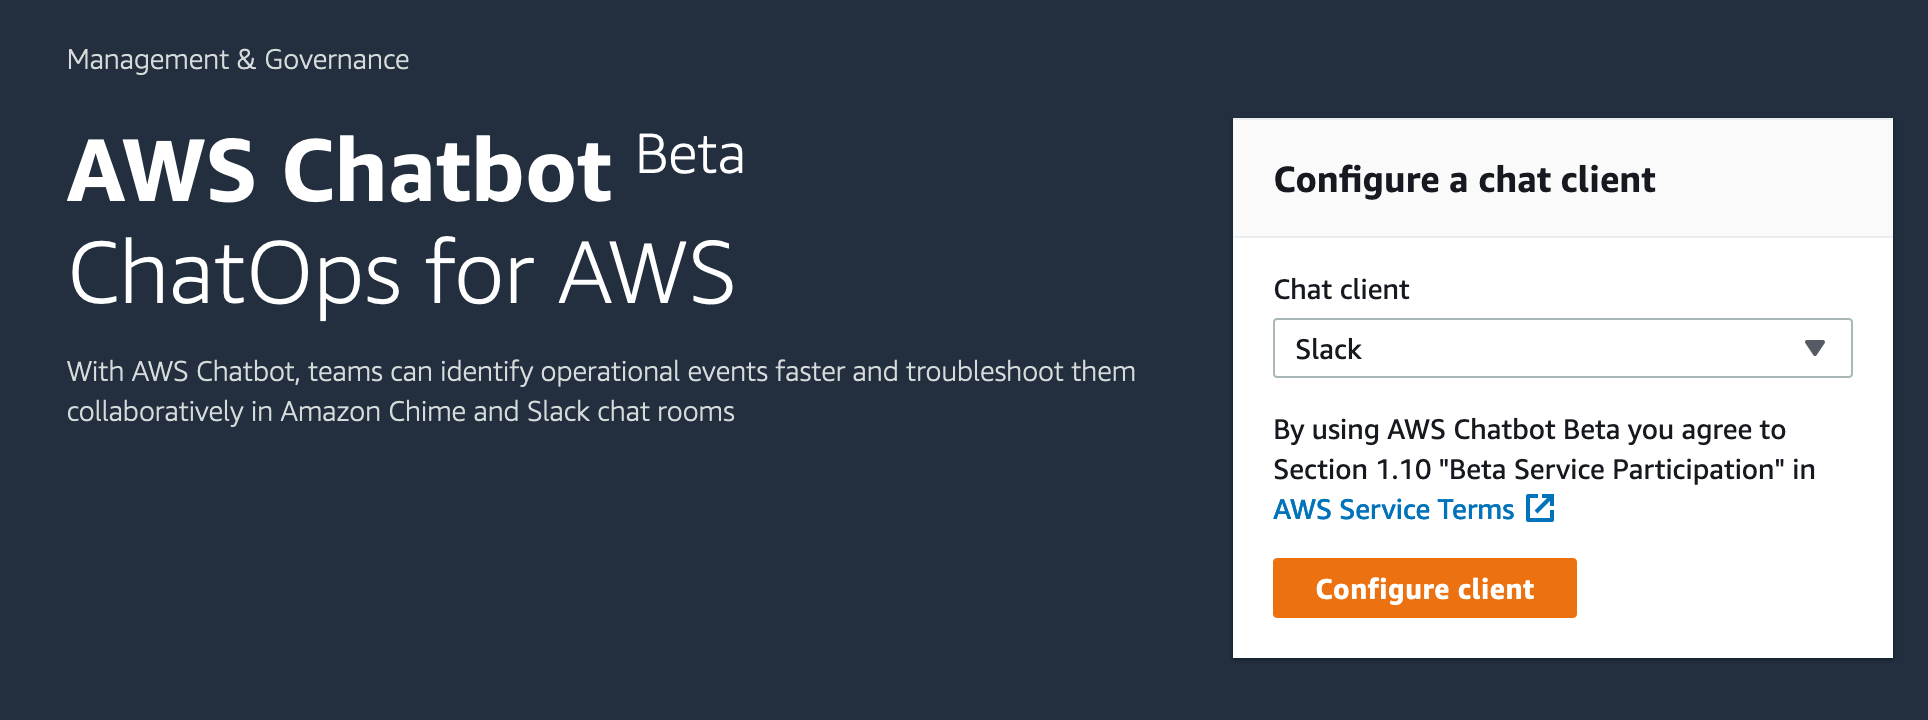 Management & Governance
AWS Chatbot Beta
ChatOps for AWS
With AWS Chatbot, teams can identify operational events faster and troubleshoot them
collaboratively in Amazon Chime and Slack chat rooms
Configure a chat client
Chat client
Slack
By using AWS Chatbot Beta you agree to
Section 1.10 "Beta Service Participation" in
AWS Service Terms
Configure client